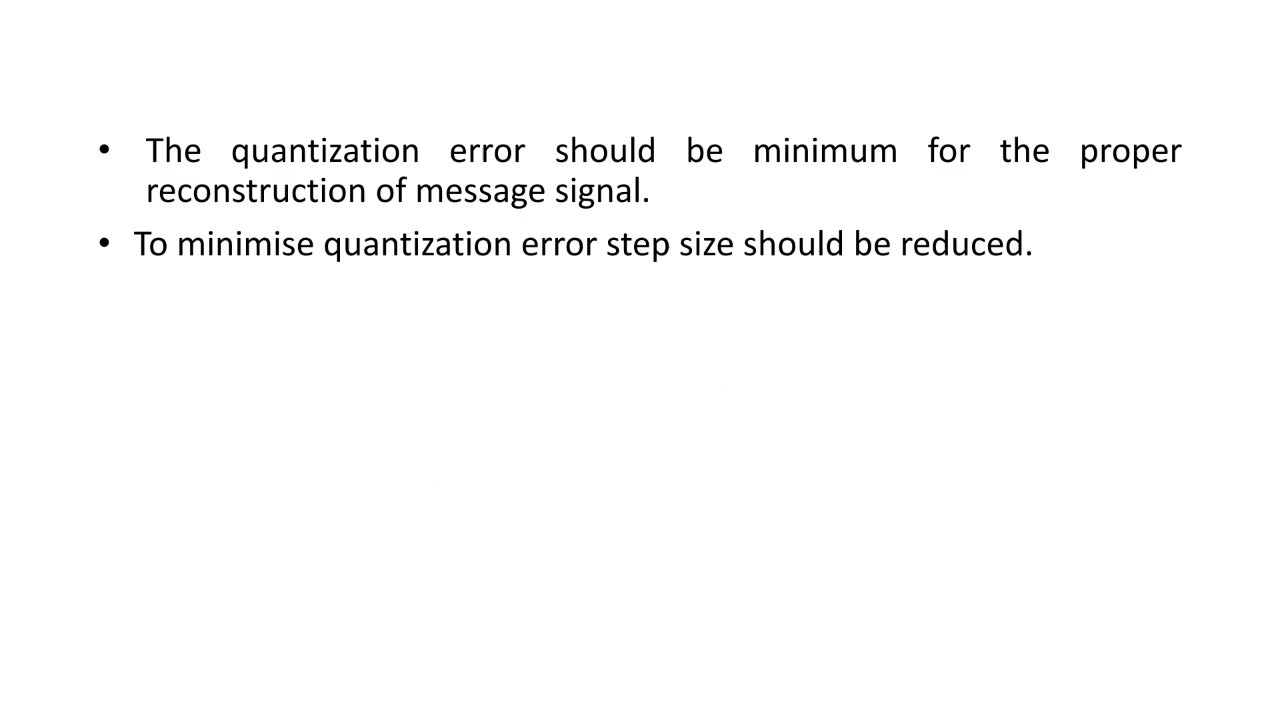 • The quantization error should be minimum for the proper
reconstruction of message signal.
• To minimise quantization error step size should be reduced.